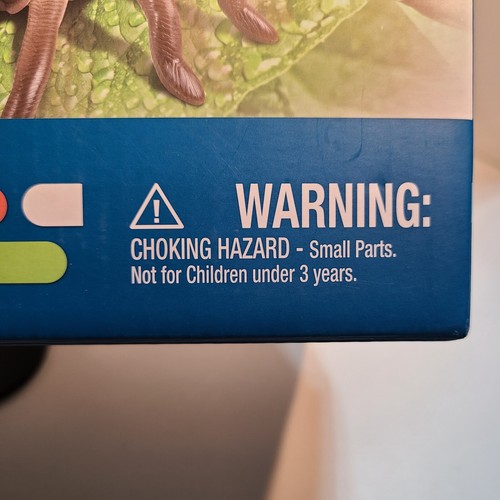 WARNING:
CHOKING HAZARD - Small Parts.
Not for Children under 3 years.